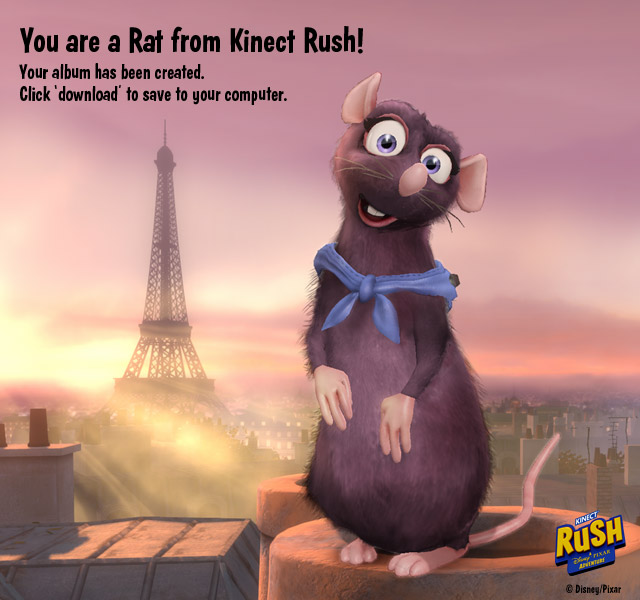 You are a Rat from Kinect Rush!
Your album has been created.
Click 'download' to save to your computer.
KINECT
RUSH
Disney • PIXAR
ADVENTURE
© Disney/Pixar